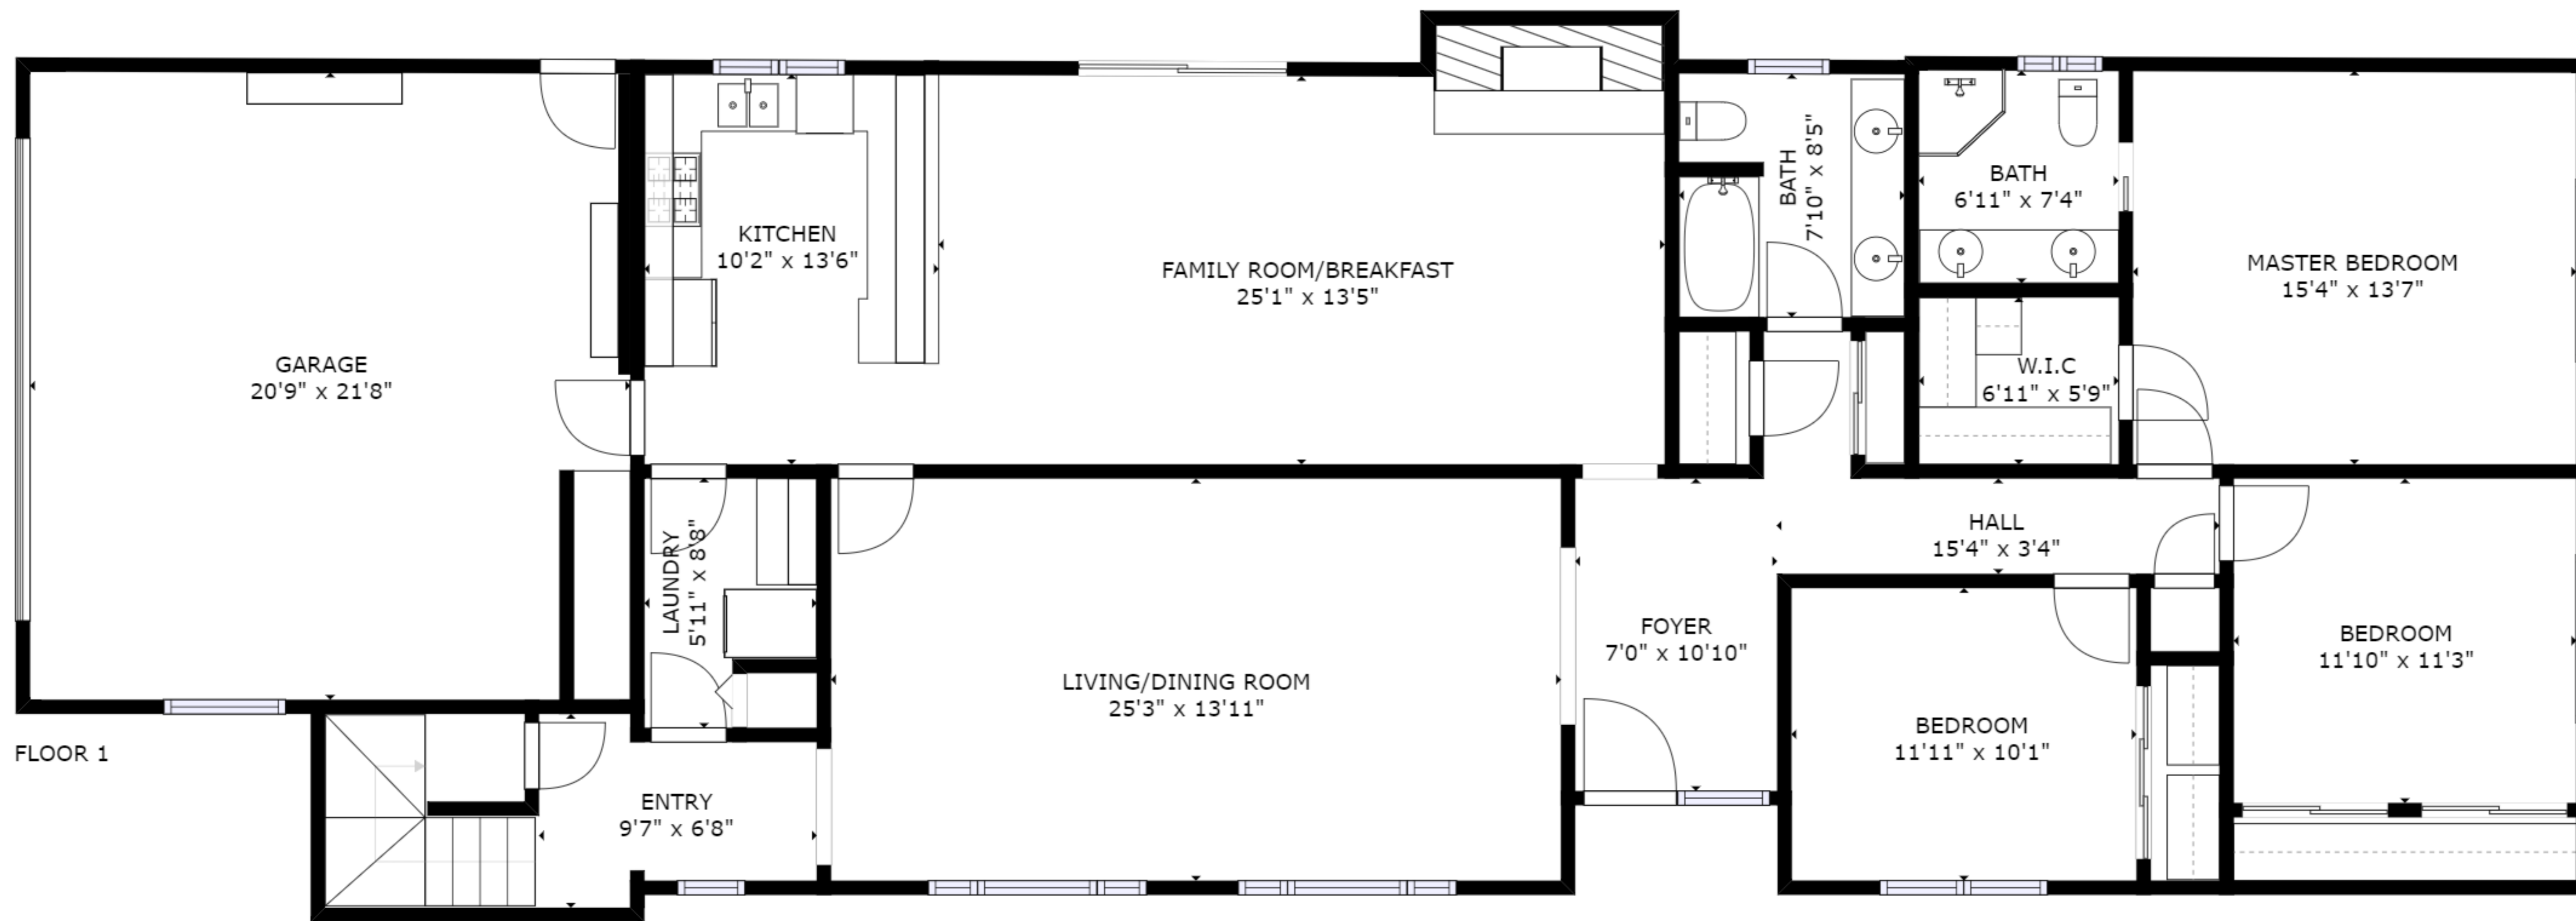 KITCHEN
10'2" x 13'6"
FAMILY ROOM/BREAKFAST
25'1" x 13'5"
BATH
7'10" x 8'5"
BATH
6'11" x 7'4"
MASTER BEDROOM
15'4" x 13'7"
GARAGE
20'9" x 21'8"
W.I.C
6'11" x 5'9"
LAUNDRY
5'11" x 8'8"
HALL
15'4" x 3'4"
LIVING/DINING ROOM
25'3" x 13'11"
FOYER
7'0" x 10'10"
BEDROOM
11'10" x 11'3"
BEDROOM
11'11" x 10'1"
FLOOR 1
ENTRY
9'7" x 6'8"